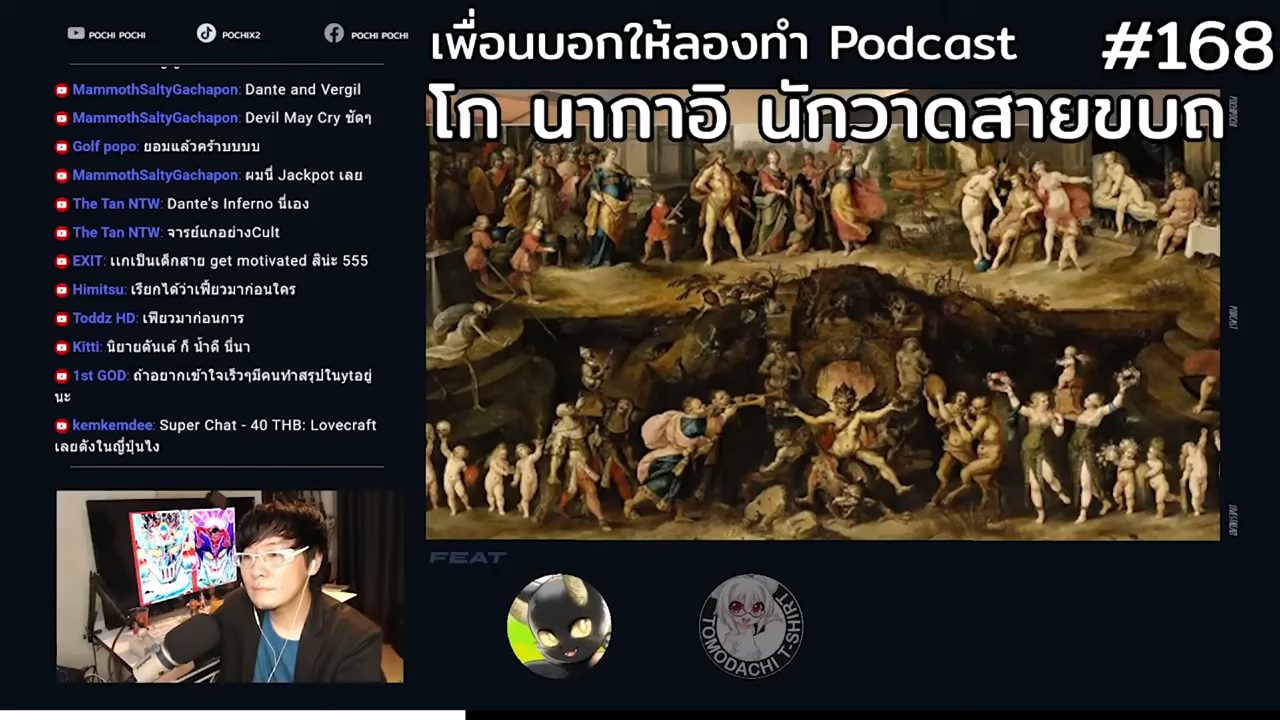 POCHI POCHI
POCHIX2
POCHI POCHI
เพื่อนบอกให้ลองทำ Podcast
#168
โก นากาอิ นักวาดสายขบถ
MammothSaltyGachapon: Dante and Vergil
MammothSaltyGachapon: Devil May Cry ชัดๆ
Golf popo: ยอมแล้วคร้าบบบบ
MammothSaltyGachapon: ผมนี่ Jackpot เลย
The Tan NTW: Dante's Inferno นี่เอง
The Tan NTW: จารย์แกอย่างCult
EXIT: เเกเป็นเด็กสาย get motivated สิน่ะ 555
Himitsu: เรียกได้ว่าเฟี้ยวมาก่อนใคร
Toddz HD: เฟียวมาก่อนการ
Kitti: นิยายดันเต้ ก็ น้ำดี นี่นา
1st GOD: ถ้าอยากเข้าใจเร็วๆมีคนทำสรุปในytอยู่
นะ
kemkemdee: Super Chat - 40 THB: Lovecraft
เลยดังในญี่ปุ่นไง
FEAT
TOMODACHI T-SHIRT